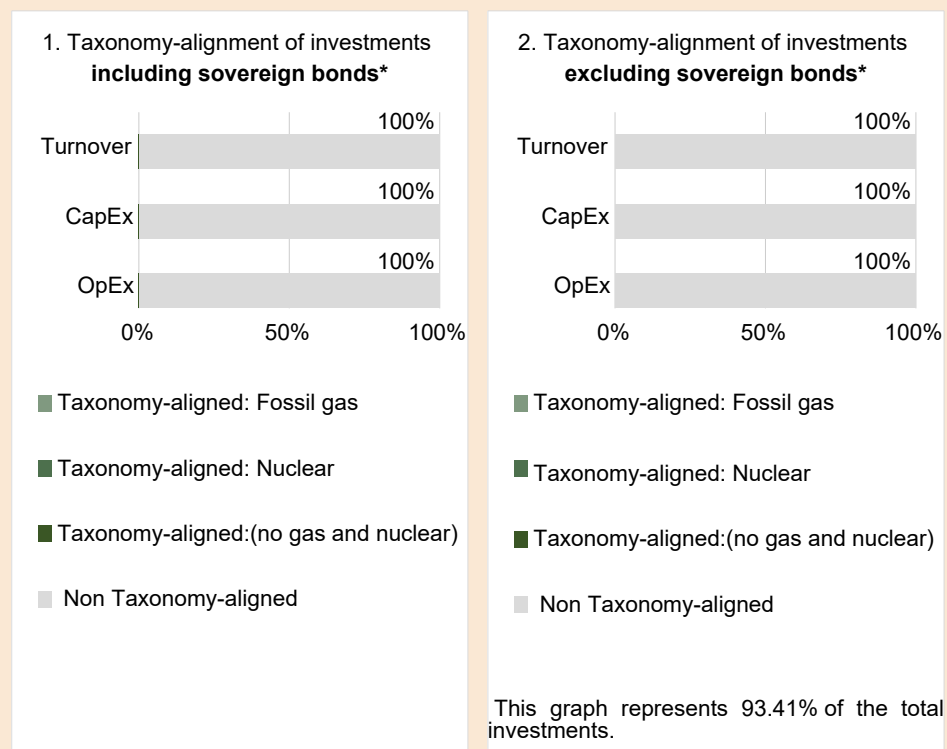 1. Taxonomy-alignment of investments
including sovereign bonds*
100%
Turnover
100%
CapEx
100%
OpEx
0% 50% 100%
Taxonomy-aligned: Fossil gas
Taxonomy-aligned: Nuclear
Taxonomy-aligned:(no gas and nuclear)
Non Taxonomy-aligned
2. Taxonomy-alignment of investments
excluding sovereign bonds*
100%
Turnover
100%
CapEx
100%
OpEx
0% 50% 100%
Taxonomy-aligned: Fossil gas
Taxonomy-aligned: Nuclear
Taxonomy-aligned:(no gas and nuclear)
Non Taxonomy-aligned
This graph represents 93.41% of the total
investments.